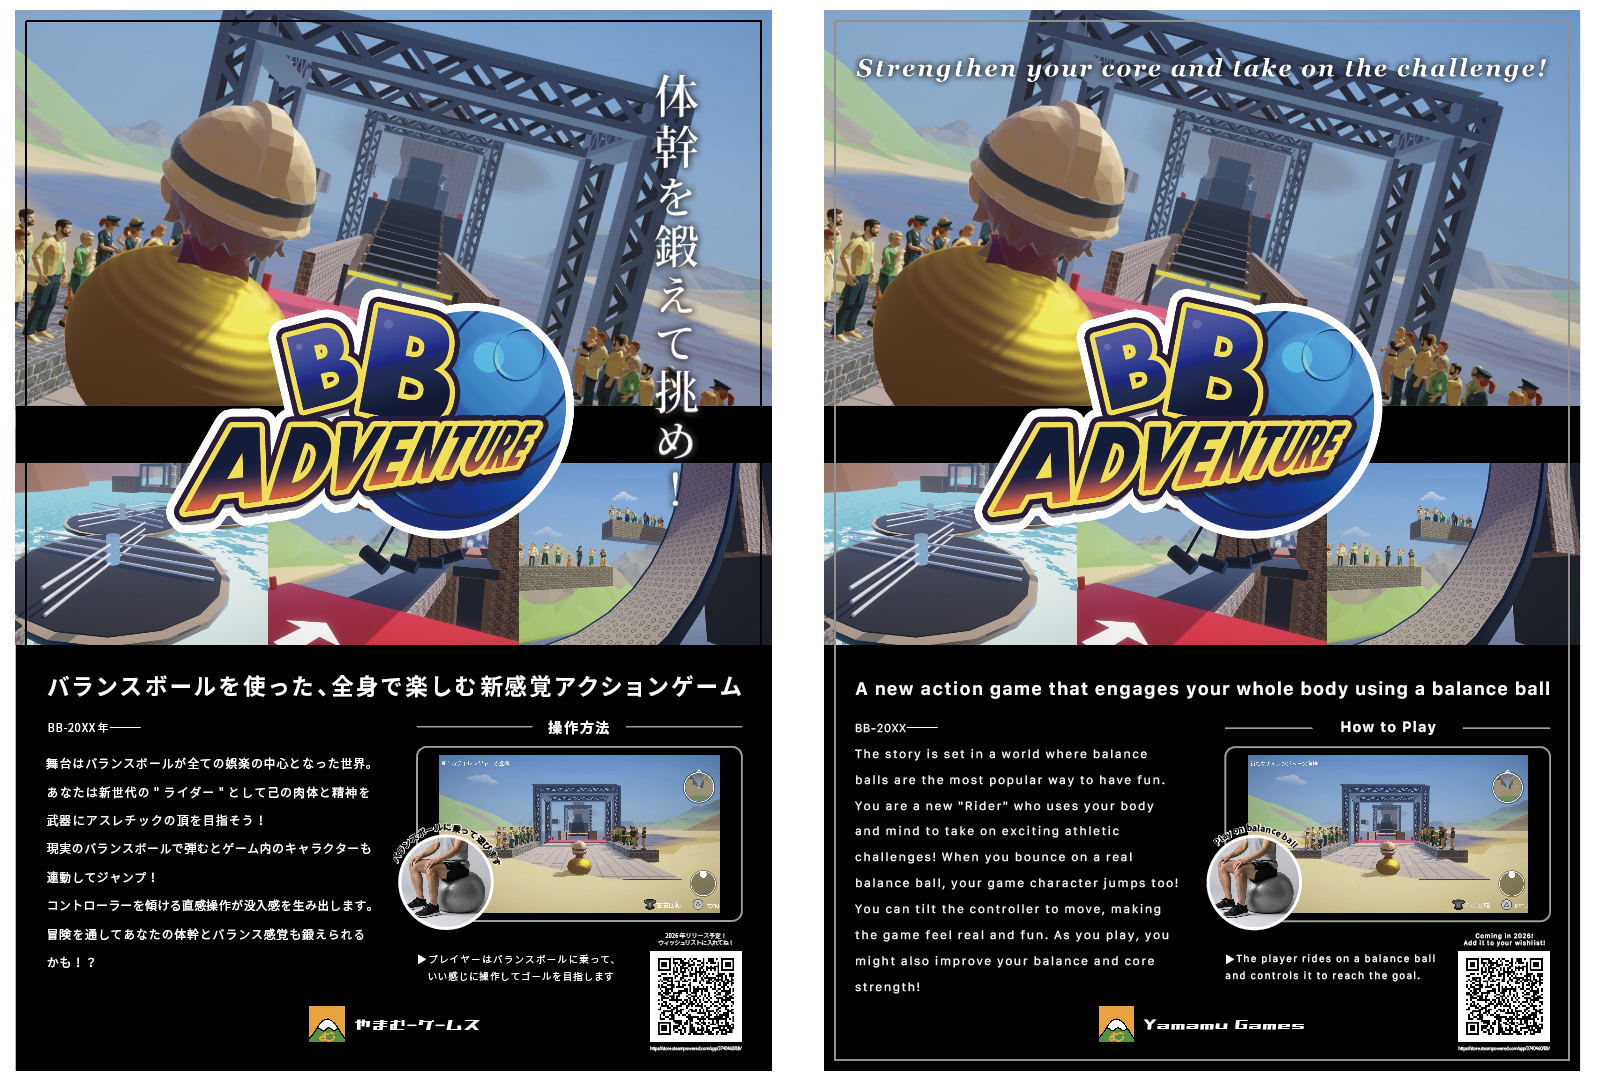 体幹を鍛えて挑め！
BB
ADVENTURE
バランスボールを使った、全身で楽しむ新感覚アクションゲーム
BB-20XX年――
舞台はバランスボールが全ての娯楽の中心となった世界。
あなたは新世代の＂ライダー＂として己の肉体と精神を
武器にアスレチックの頂を目指そう！
現実のバランスボールで弾むとゲーム内のキャラクターも
連動してジャンプ！
コントローラーを傾ける直感操作が没入感を生み出します。
冒険を通してあなたの体幹とバランス感覚も鍛えられる
かも！？
操作方法
バランスボールに乗って遊びます
▶プレイヤーはバランスボールに乗って、
いい感じに操作してゴールを目指します
2026年リリース予定！
ウィッシュリストに入れてね！
やまむーゲームス
Strengthen your core and take on the challenge!
BB
ADVENTURE
A new action game that engages your whole body using a balance ball
BB-20XX――
The story is set in a world where balance
balls are the most popular way to have fun.
You are a new "Rider" who uses your body
and mind to take on exciting athletic
challenges! When you bounce on a real
balance ball, your game character jumps too!
You can tilt the controller to move, making
the game feel real and fun. As you play, you
might also improve your balance and core
strength!
How to Play
Play on balance ball
▶The player rides on a balance ball
and controls it to reach the goal.
Coming in 2026!
Add it to your wishlist!
Yamamu Games